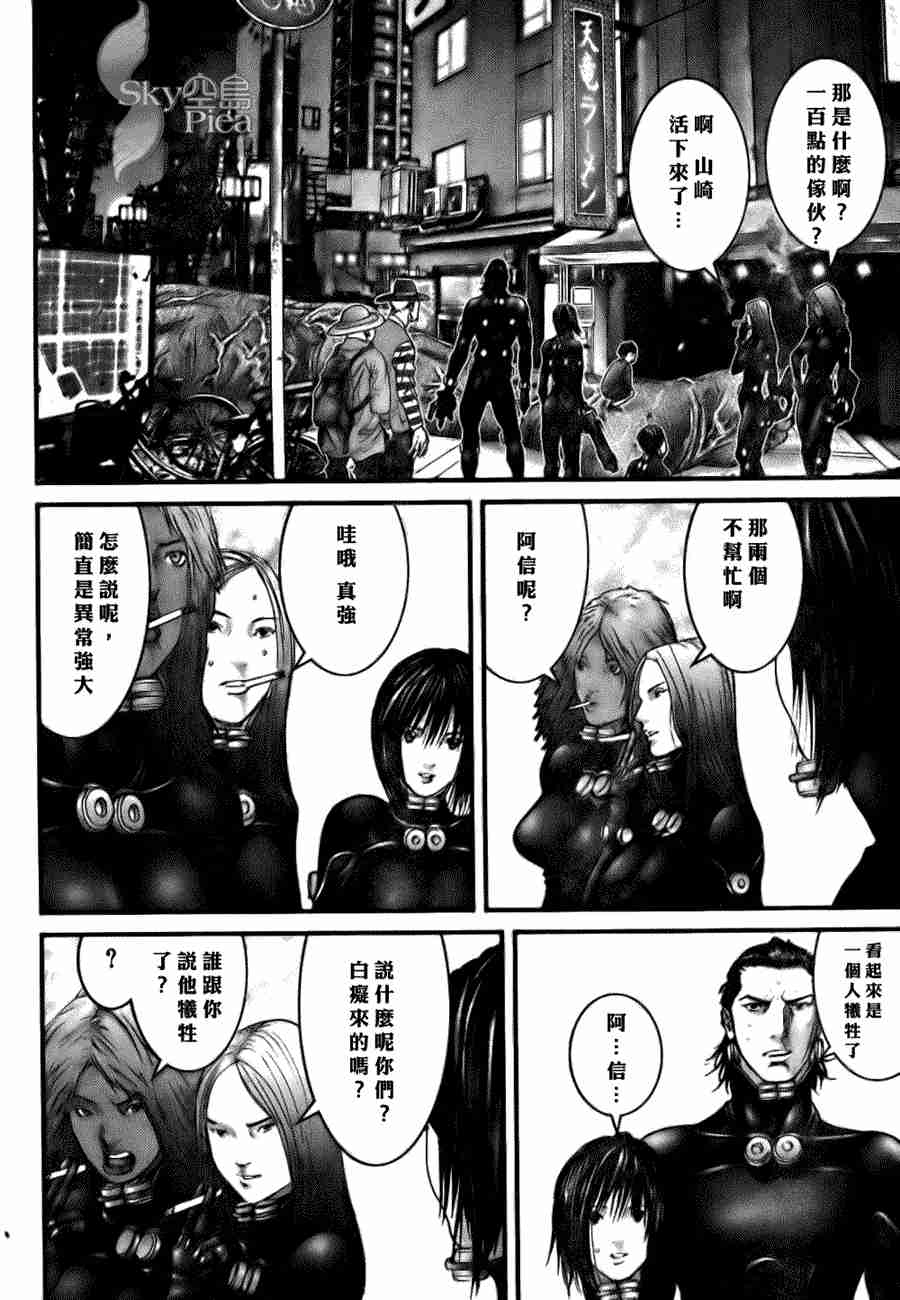 那是什麼啊？
一百點的傢伙？
啊 山崎
活下來了…
天竜ラーメン
Sky空島
Pica
那兩個
不幫忙啊
阿信呢？
哇哦 真強
怎麼說呢，
簡直是異常強大
看起來是
一個人犧牲了
阿…信…
說什麼呢你們？
白癡來的嗎？
誰跟你
說他犧牲
了？
？